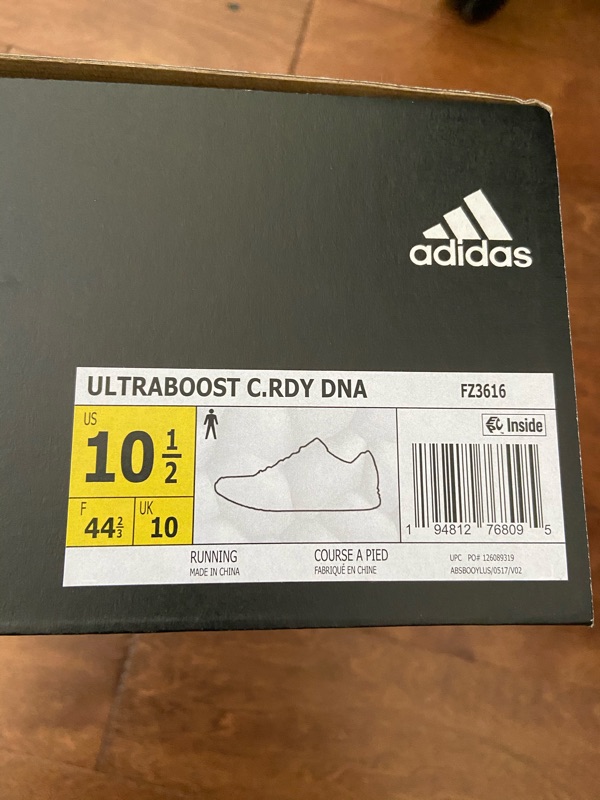 adidas
ULTRABOOST C.RDY DNA FZ3616
US
10 1/2
F
44 2/3
UK
10
Inside
1 94812 76809 5
RUNNING
MADE IN CHINA
COURSE A PIED
FABRIQUÉ EN CHINE
UPC PO# 126089319
ABSBOOYLUS/0517/V02